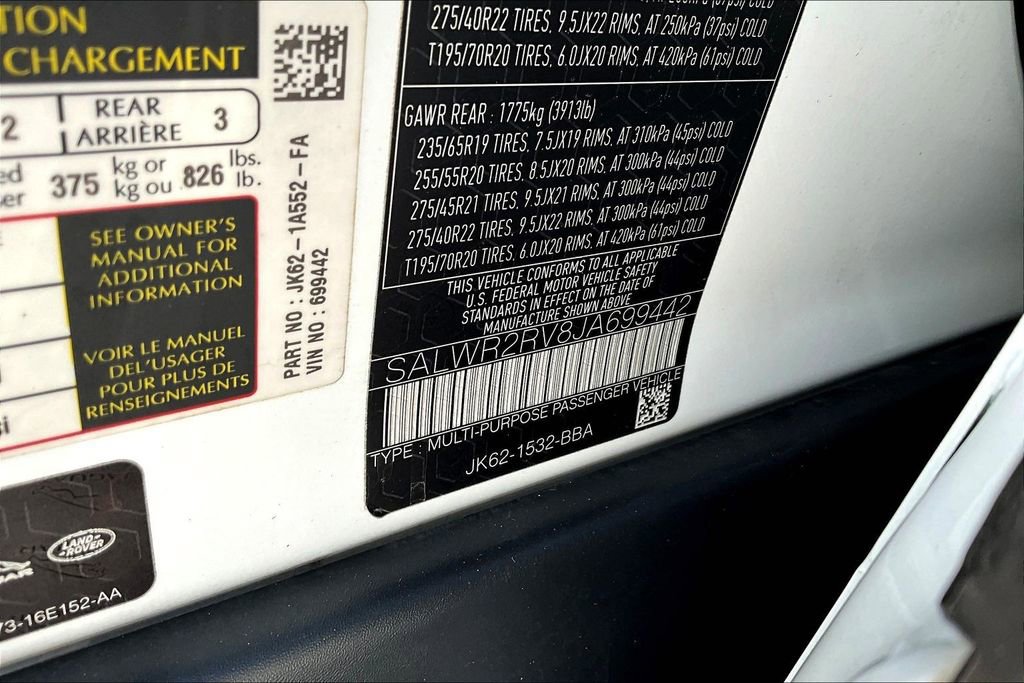 TION
CHARGEMENT
2
REAR
ARRIÈRE
3
375 kg or
kg ou 826 lbs.
lb.
SEE OWNER'S
MANUAL FOR
ADDITIONAL
INFORMATION
VOIR LE MANUEL
DEL'USAGER
POUR PLUS DE
RENSEIGNEMENTS
PART NO : JK62-1A552-FA
VIN NO : 699442
LAND-
ROVER
73-16E152-AA
275/40R22 TIRES, 9.5JX22 RIMS, AT 250kPa (37psi) COLD
T195/70R20 TIRES, 6.0JX20 RIMS, AT 420kPa (61psi) COLD
GAWR REAR : 1775kg (3913lb)
235/65R19 TIRES, 7.5JX19 RIMS, AT 310kPa (45psi) COLD
255/55R20 TIRES, 8.5JX20 RIMS, AT 300kPa (44psi) COLD
275/45R21 TIRES, 9.5JX21 RIMS, AT 300kPa (44psi) COLD
275/40R22 TIRES, 9.5JX22 RIMS, AT 300kPa (44psi) COLD
T195/70R20 TIRES, 6.0JX20 RIMS, AT 420kPa (61psi) COLD
THIS VEHICLE CONFORMS TO ALL APPLICABLE
U.S. FEDERAL MOTOR VEHICLE SAFETY
STANDARDS IN EFFECT ON THE DATE OF
MANUFACTURE SHOWN ABOVE
SALWR2RV8JA699442
TYPE : MULTI-PURPOSE PASSENGER VEHICLE
JK62-1532-BBA